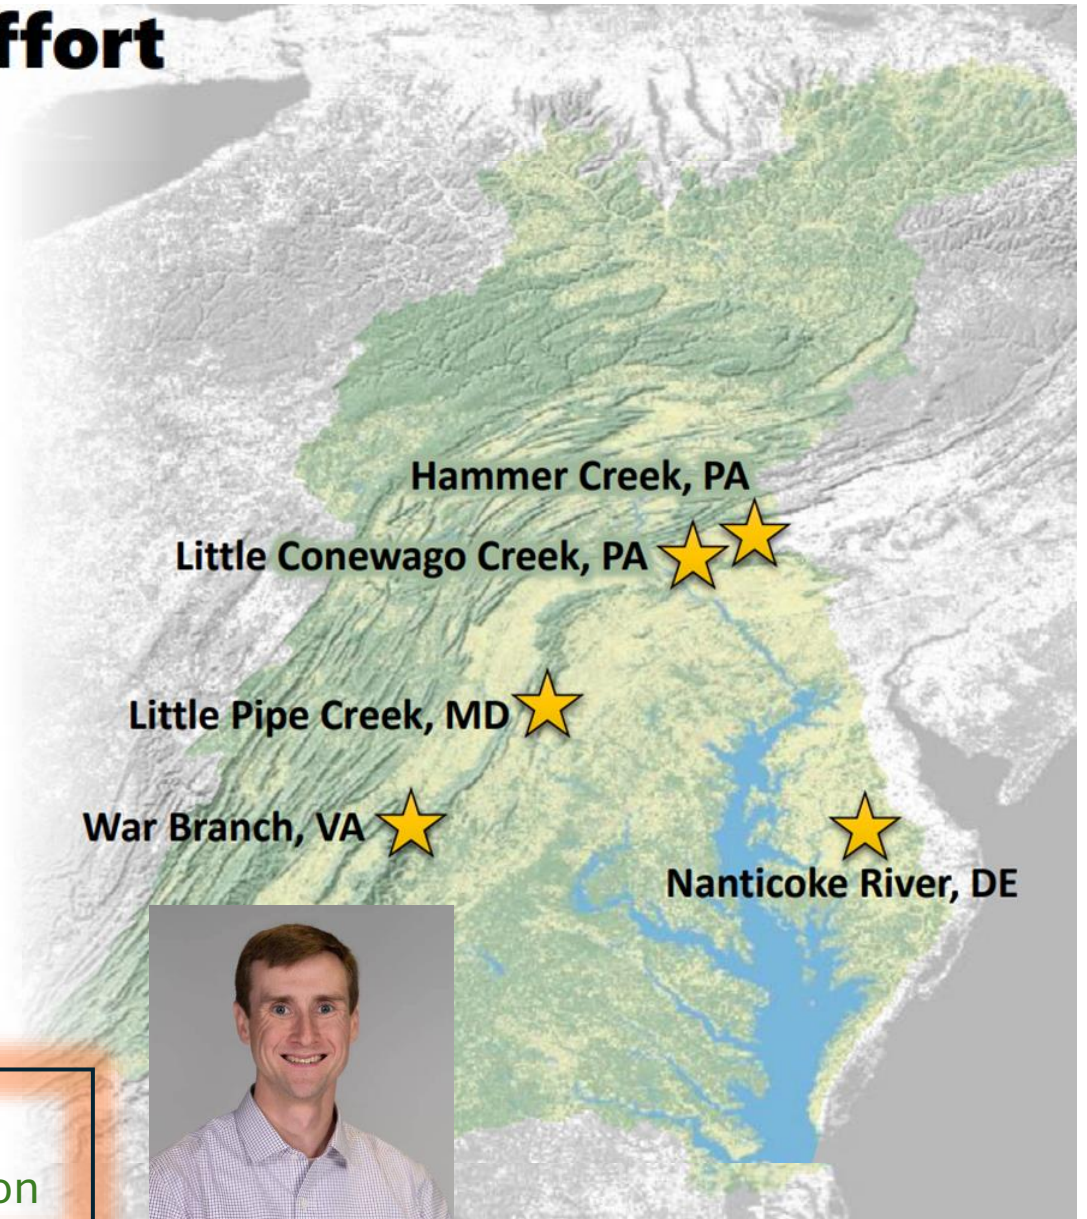 ffort
Hammer Creek, PA
Little Conewago Creek, PA
Little Pipe Creek, MD
War Branch, VA
Nanticoke River, DE
on